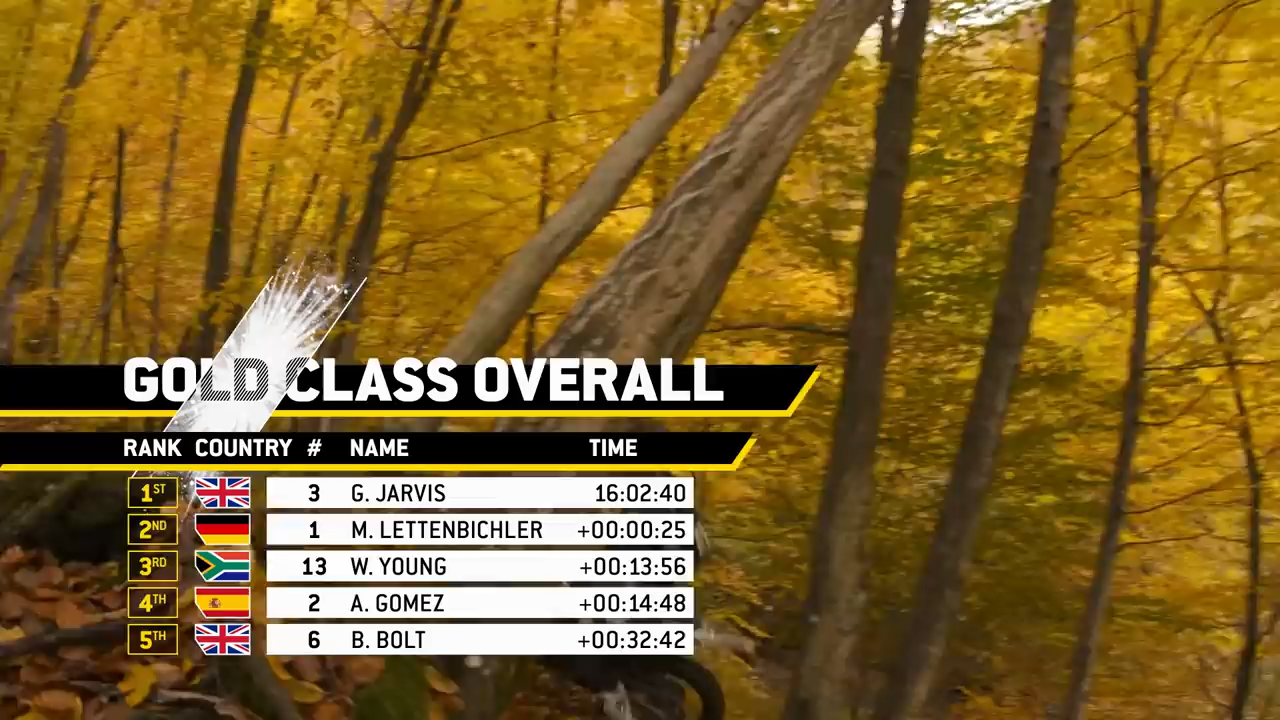 GOLD CLASS OVERALL
RANK COUNTRY # NAME TIME
1ST 3 G. JARVIS 16:02:40
2ND 1 M. LETTENBICHLER +00:00:25
3RD 13 W. YOUNG +00:13:56
4TH 2 A. GOMEZ +00:14:48
5TH 6 B. BOLT +00:32:42